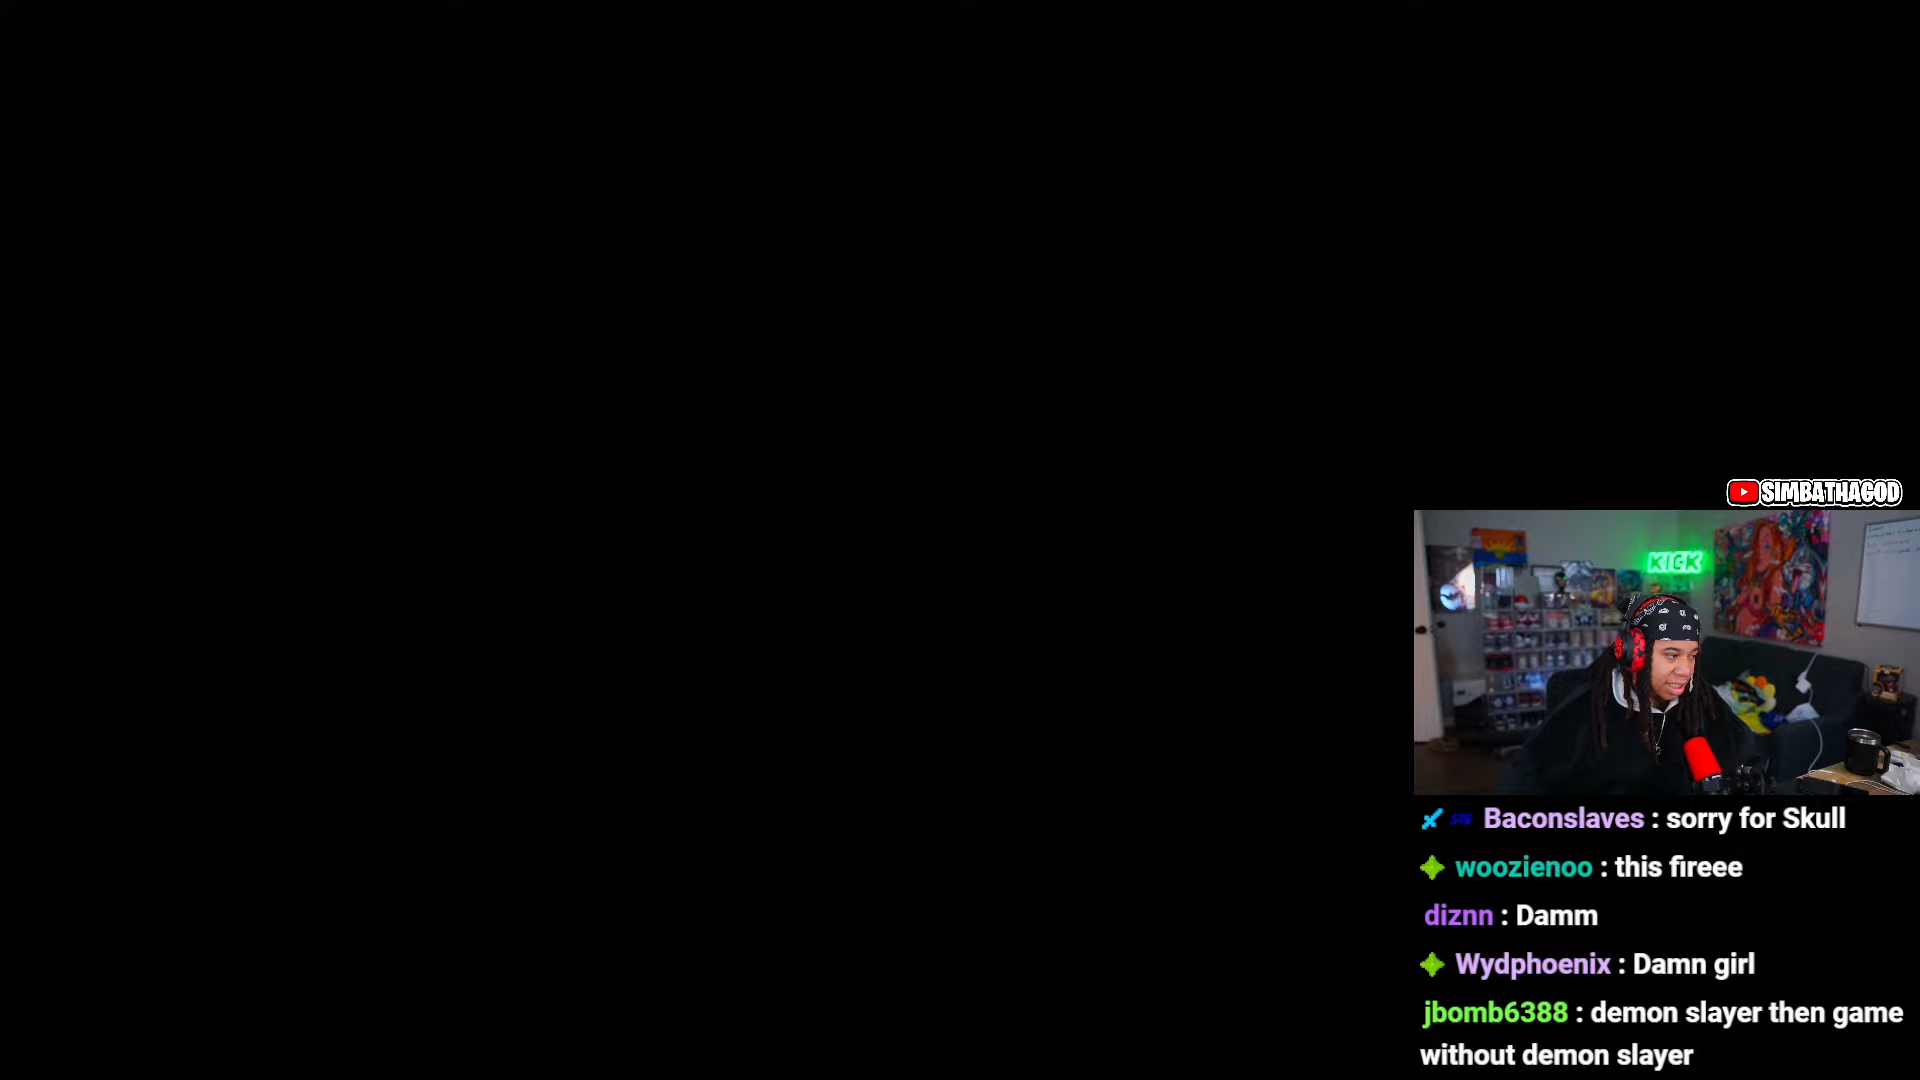 SIMBATHAGOD
KICK
STG Baconslaves : sorry for Skull
woozienoo : this fireee
diznn : Damm
Wydphoenix : Damn girl
jbomb6388 : demon slayer then game
without demon slayer